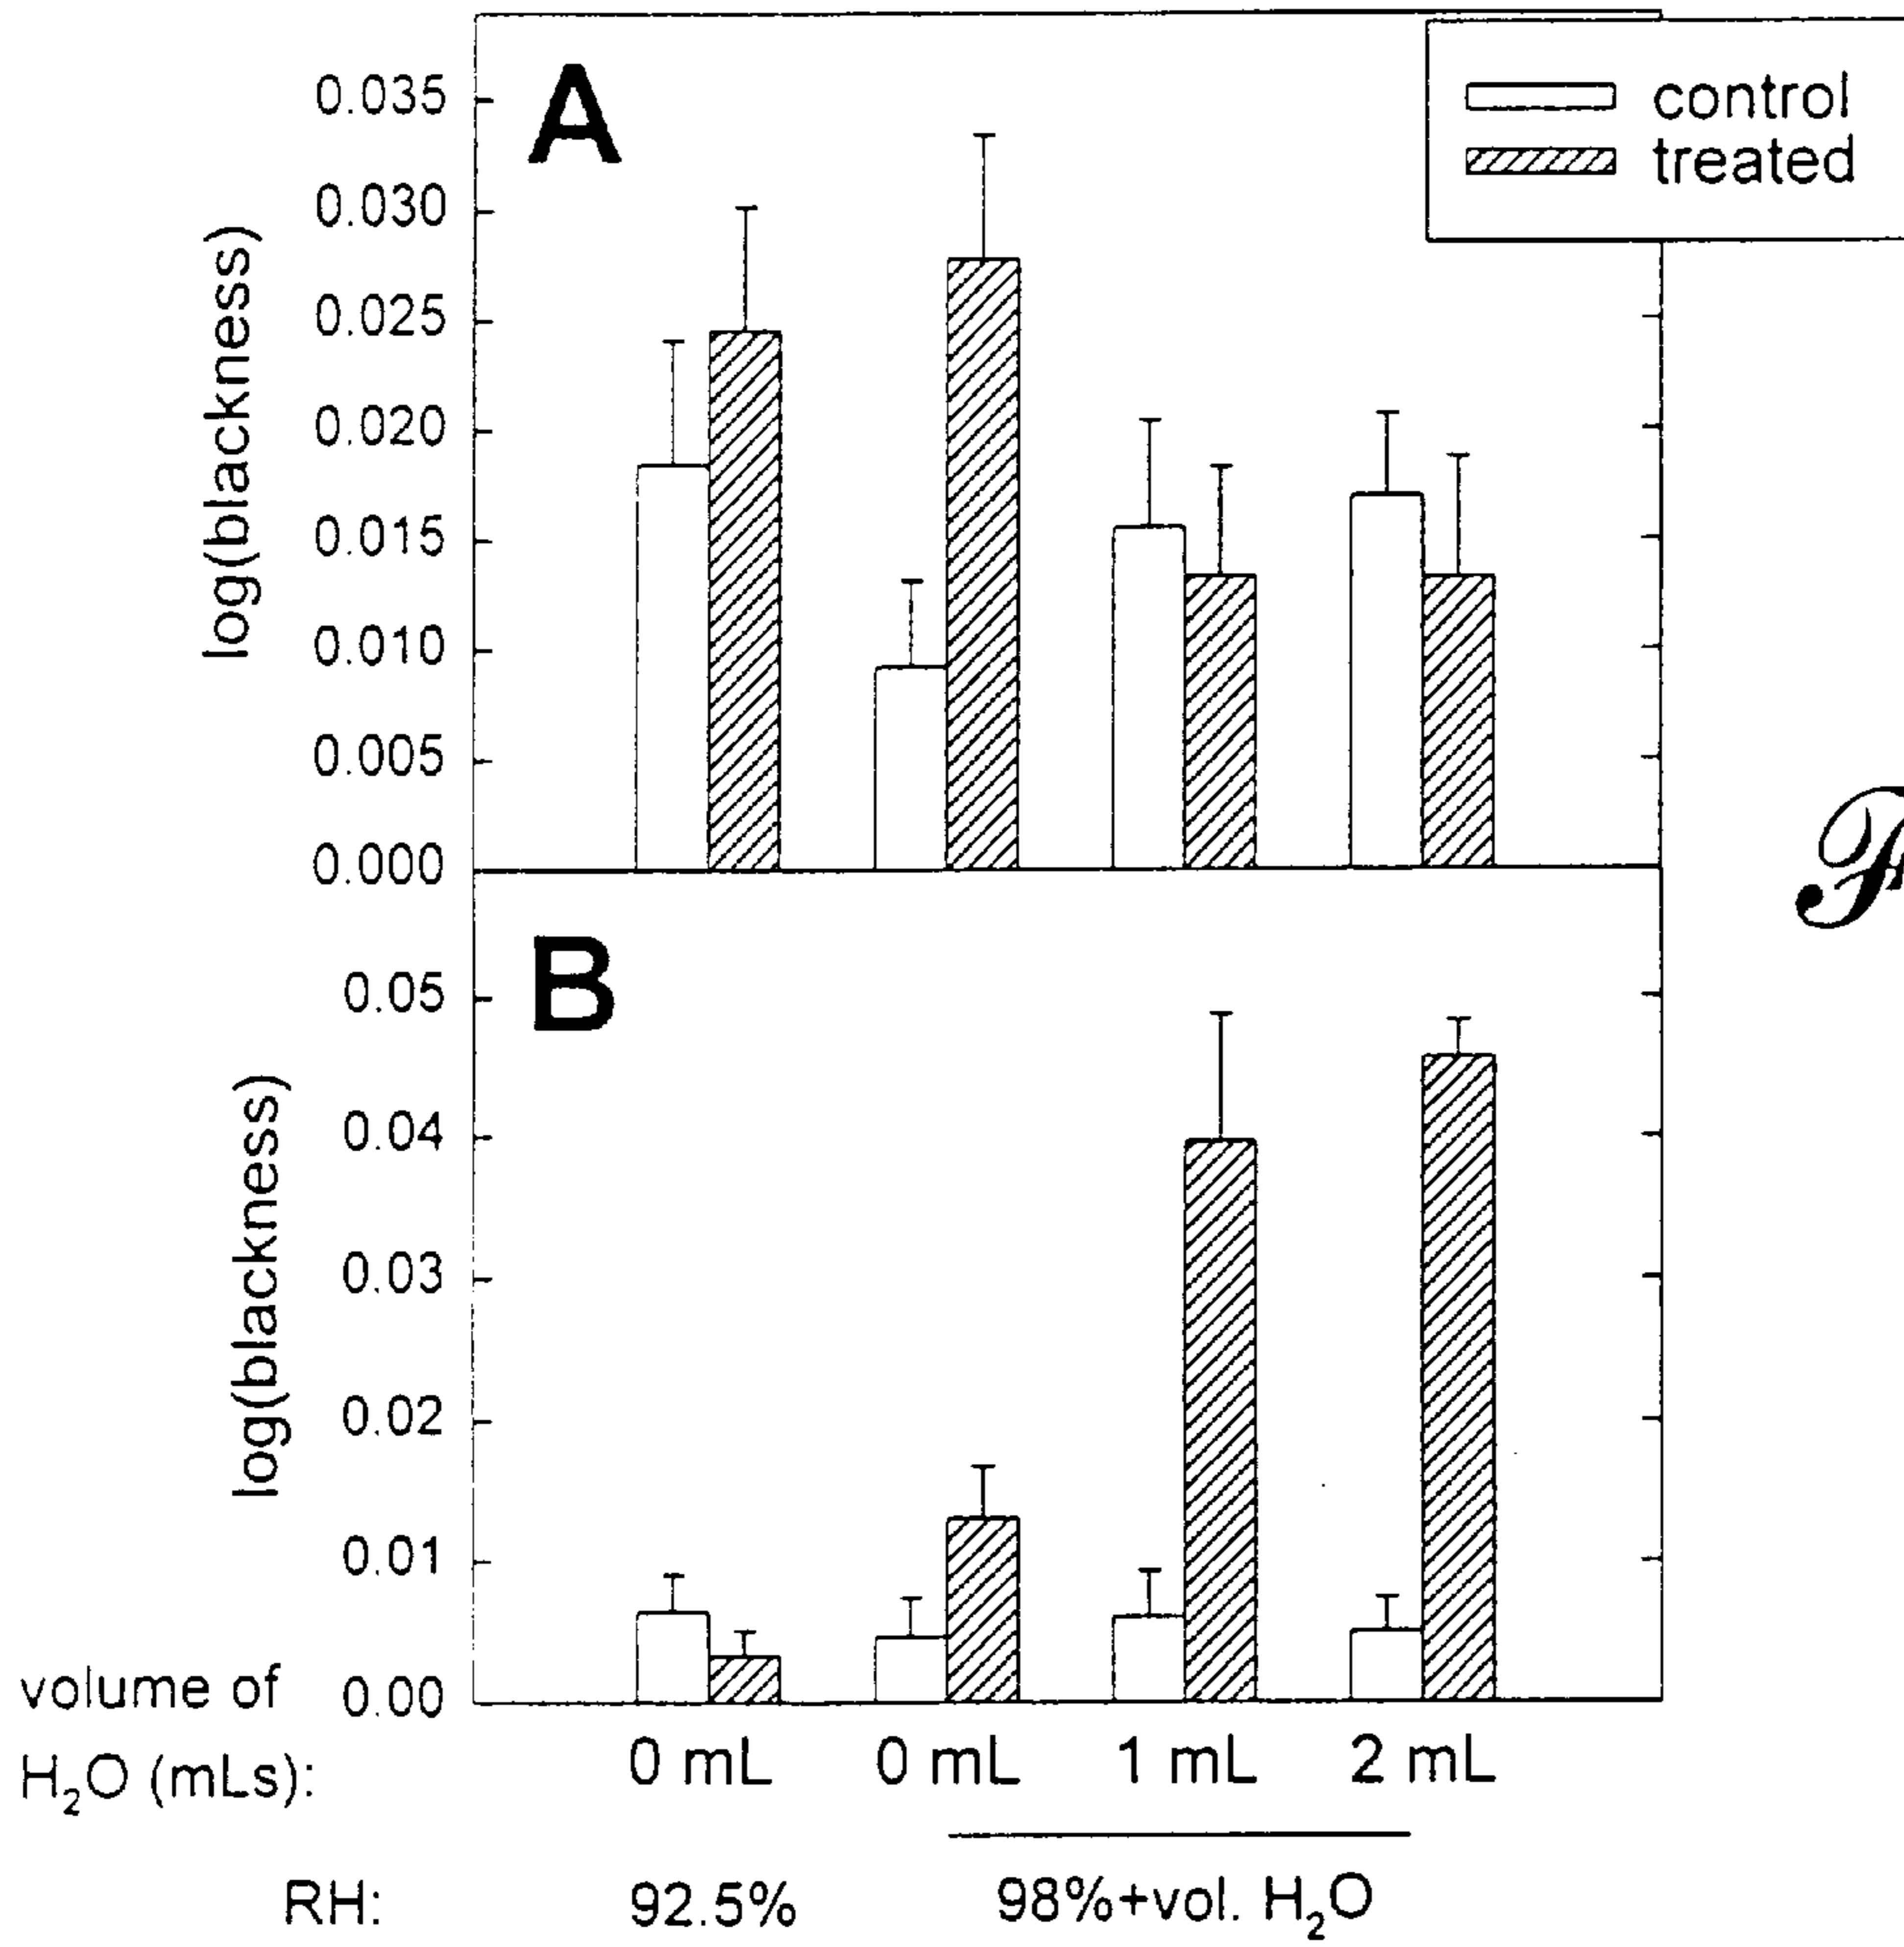 A
control
treated
0.035
0.030
0.025
0.020
0.015
0.010
0.005
0.000
log(blackness)
B
0.05
0.04
0.03
0.02
0.01
0.00
log(blackness)
volume of
H₂O (mLs):
0 mL 0 mL 1 mL 2 mL
RH: 92.5% 98%+vol. H₂O